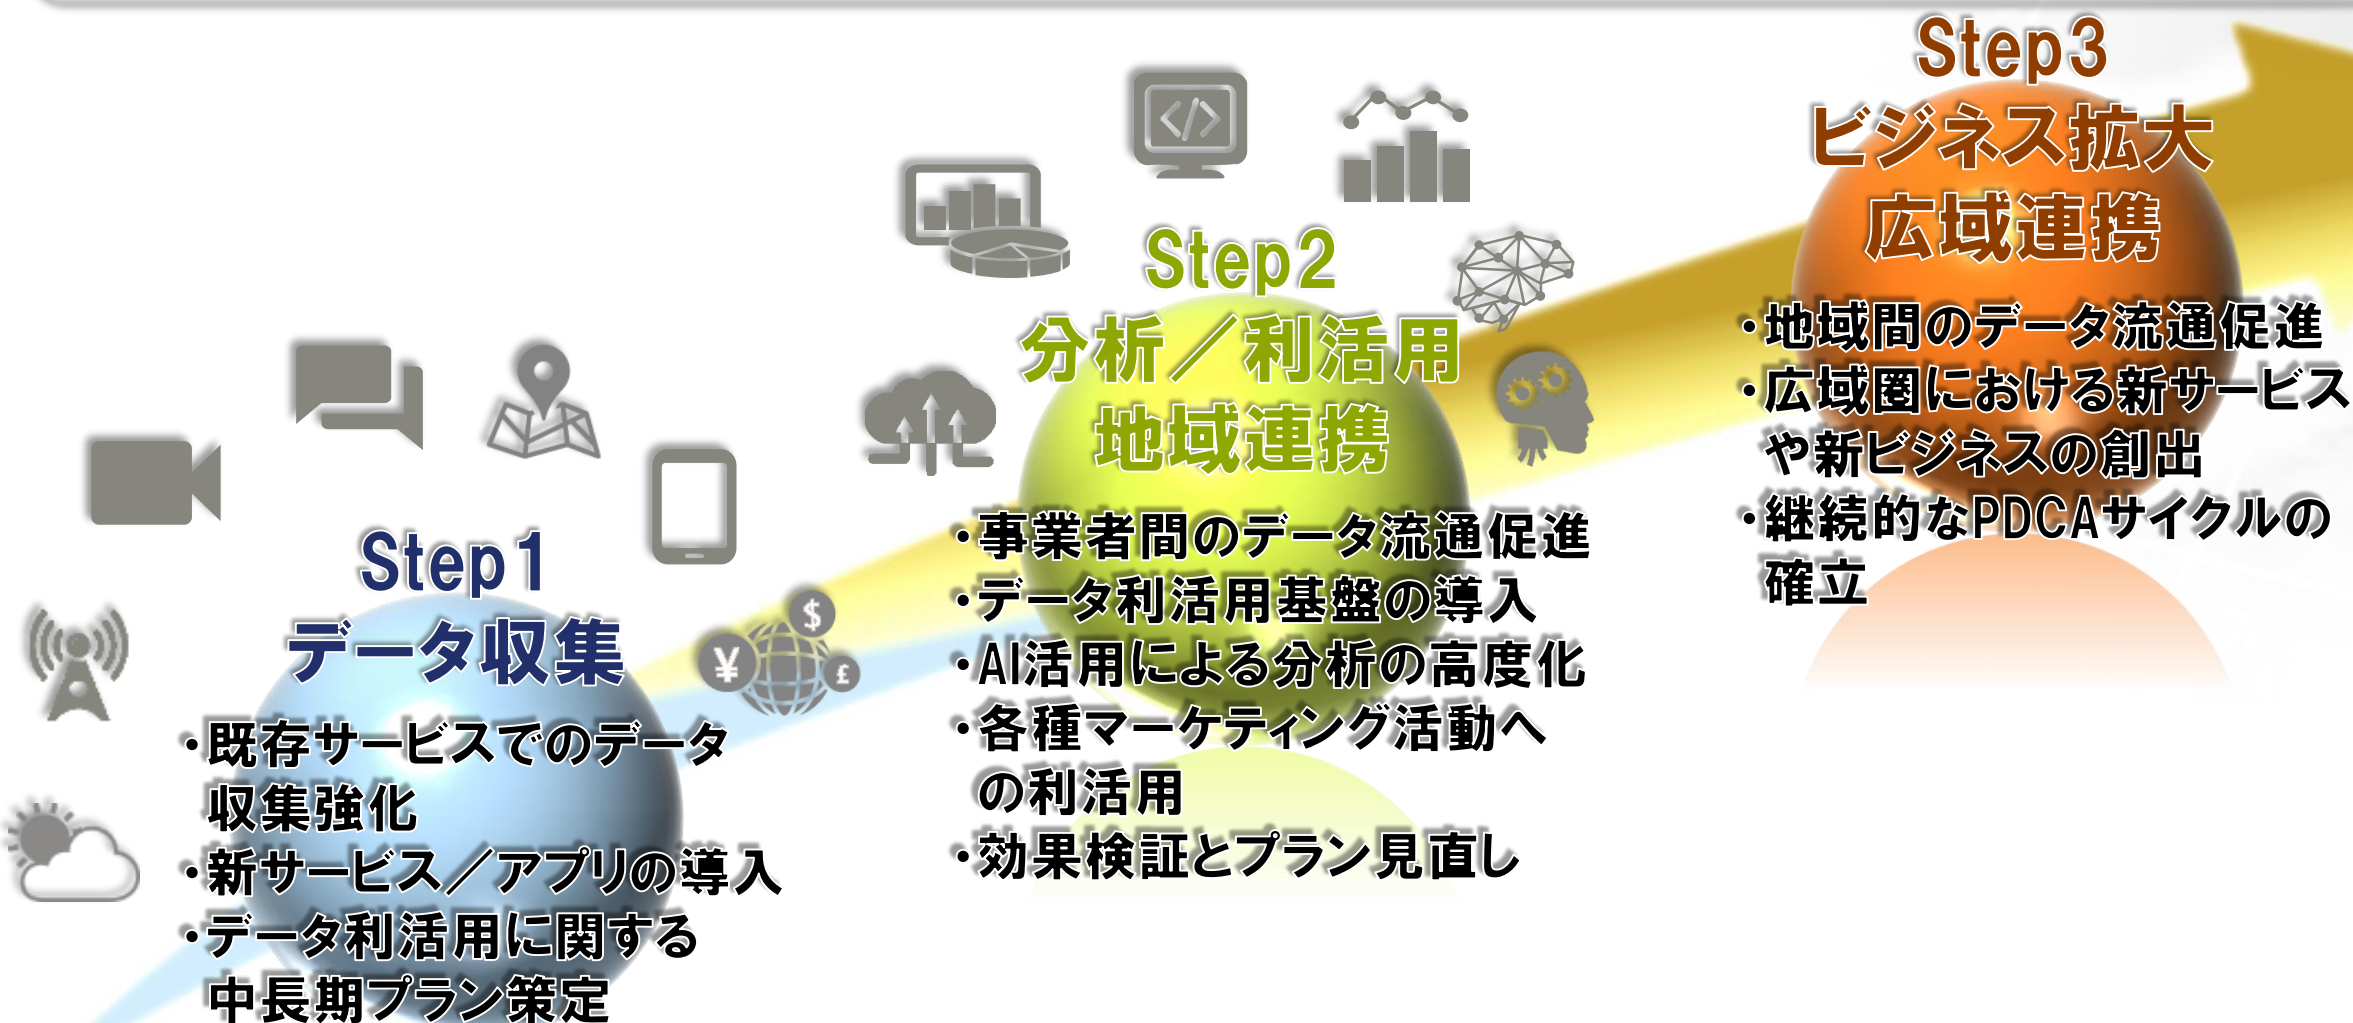 Step1
データ収集
・既存サービスでのデータ
収集強化
・新サービス／アプリの導入
・データ利活用に関する
中長期プラン策定
¥
$
£
</>
Step2
分析／利活用
地域連携
・事業者間のデータ流通促進
・データ利活用基盤の導入
・AI活用による分析の高度化
・各種マーケティング活動へ
の利活用
・効果検証とプラン見直し
Step3
ビジネス拡大
広域連携
・地域間のデータ流通促進
・広域圏における新サービス
や新ビジネスの創出
・継続的なPDCAサイクルの
確立